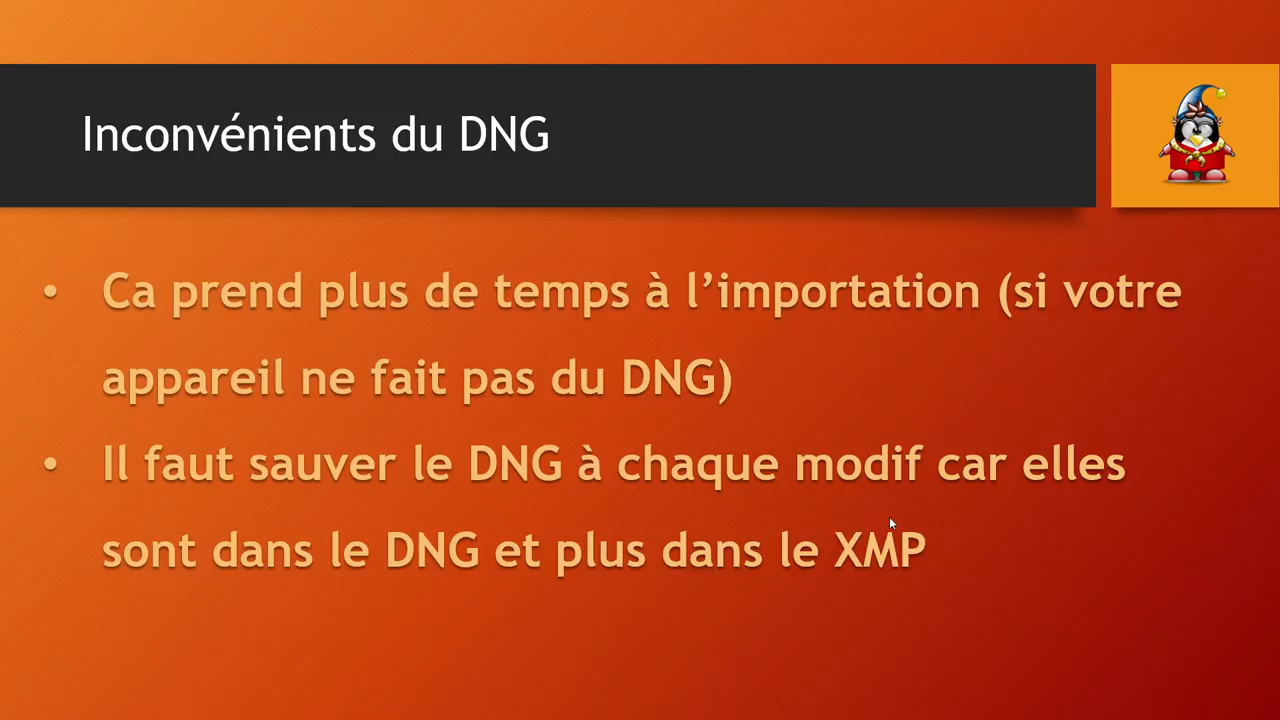 Inconvénients du DNG
• Ca prend plus de temps à l’importation (si votre
appareil ne fait pas du DNG)
• Il faut sauver le DNG à chaque modif car elles
sont dans le DNG et plus dans le XMP